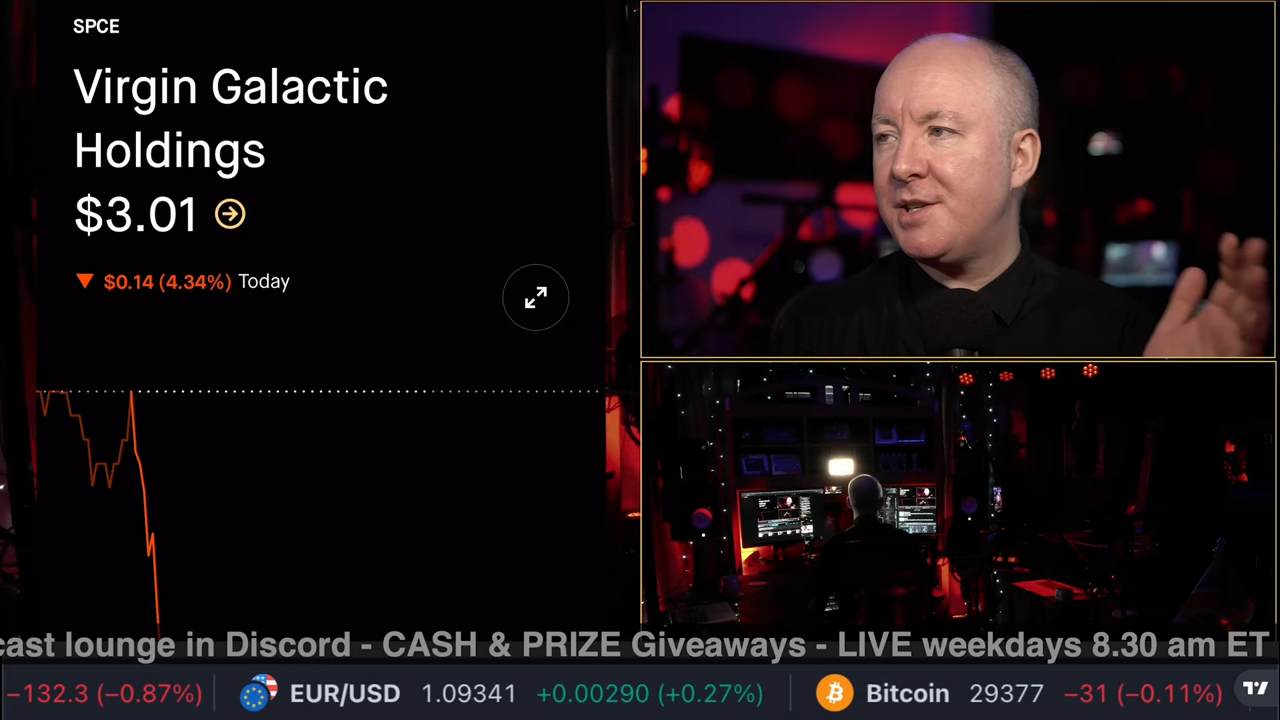 SPCE
Virgin Galactic
Holdings
$3.01
$0.14 (4.34%) Today
cast lounge in Discord - CASH & PRIZE Giveaways - LIVE weekdays 8.30 am ET
−132.3 (−0.87%) EUR/USD 1.09341 +0.00290 (+0.27%) Bitcoin 29377 −31 (−0.11%)